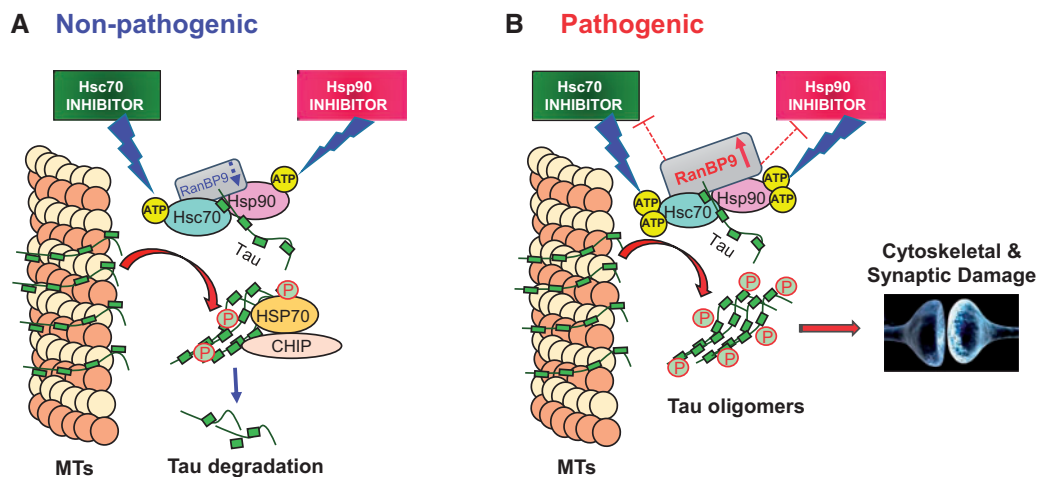 A Non-pathogenic
Hsc70
INHIBITOR
Hsp90
INHIBITOR
RanBP9
ATP
ATP
Hsc70
Hsp90
Tau
P
P
HSP70
P
CHIP
MTs
Tau degradation
B Pathogenic
Hsc70
INHIBITOR
Hsp90
INHIBITOR
RanBP9
ATP
ATP
ATP
ATP
Hsc70
Hsp90
Tau
P
P
P
P
P
P
P
Tau oligomers
MTs
Cytoskeletal &
Synaptic Damage